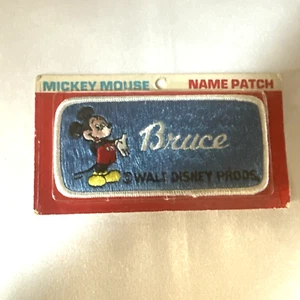 MICKEY MOUSE NAME PATCH
Bruce
© WALT DISNEY PRODS.